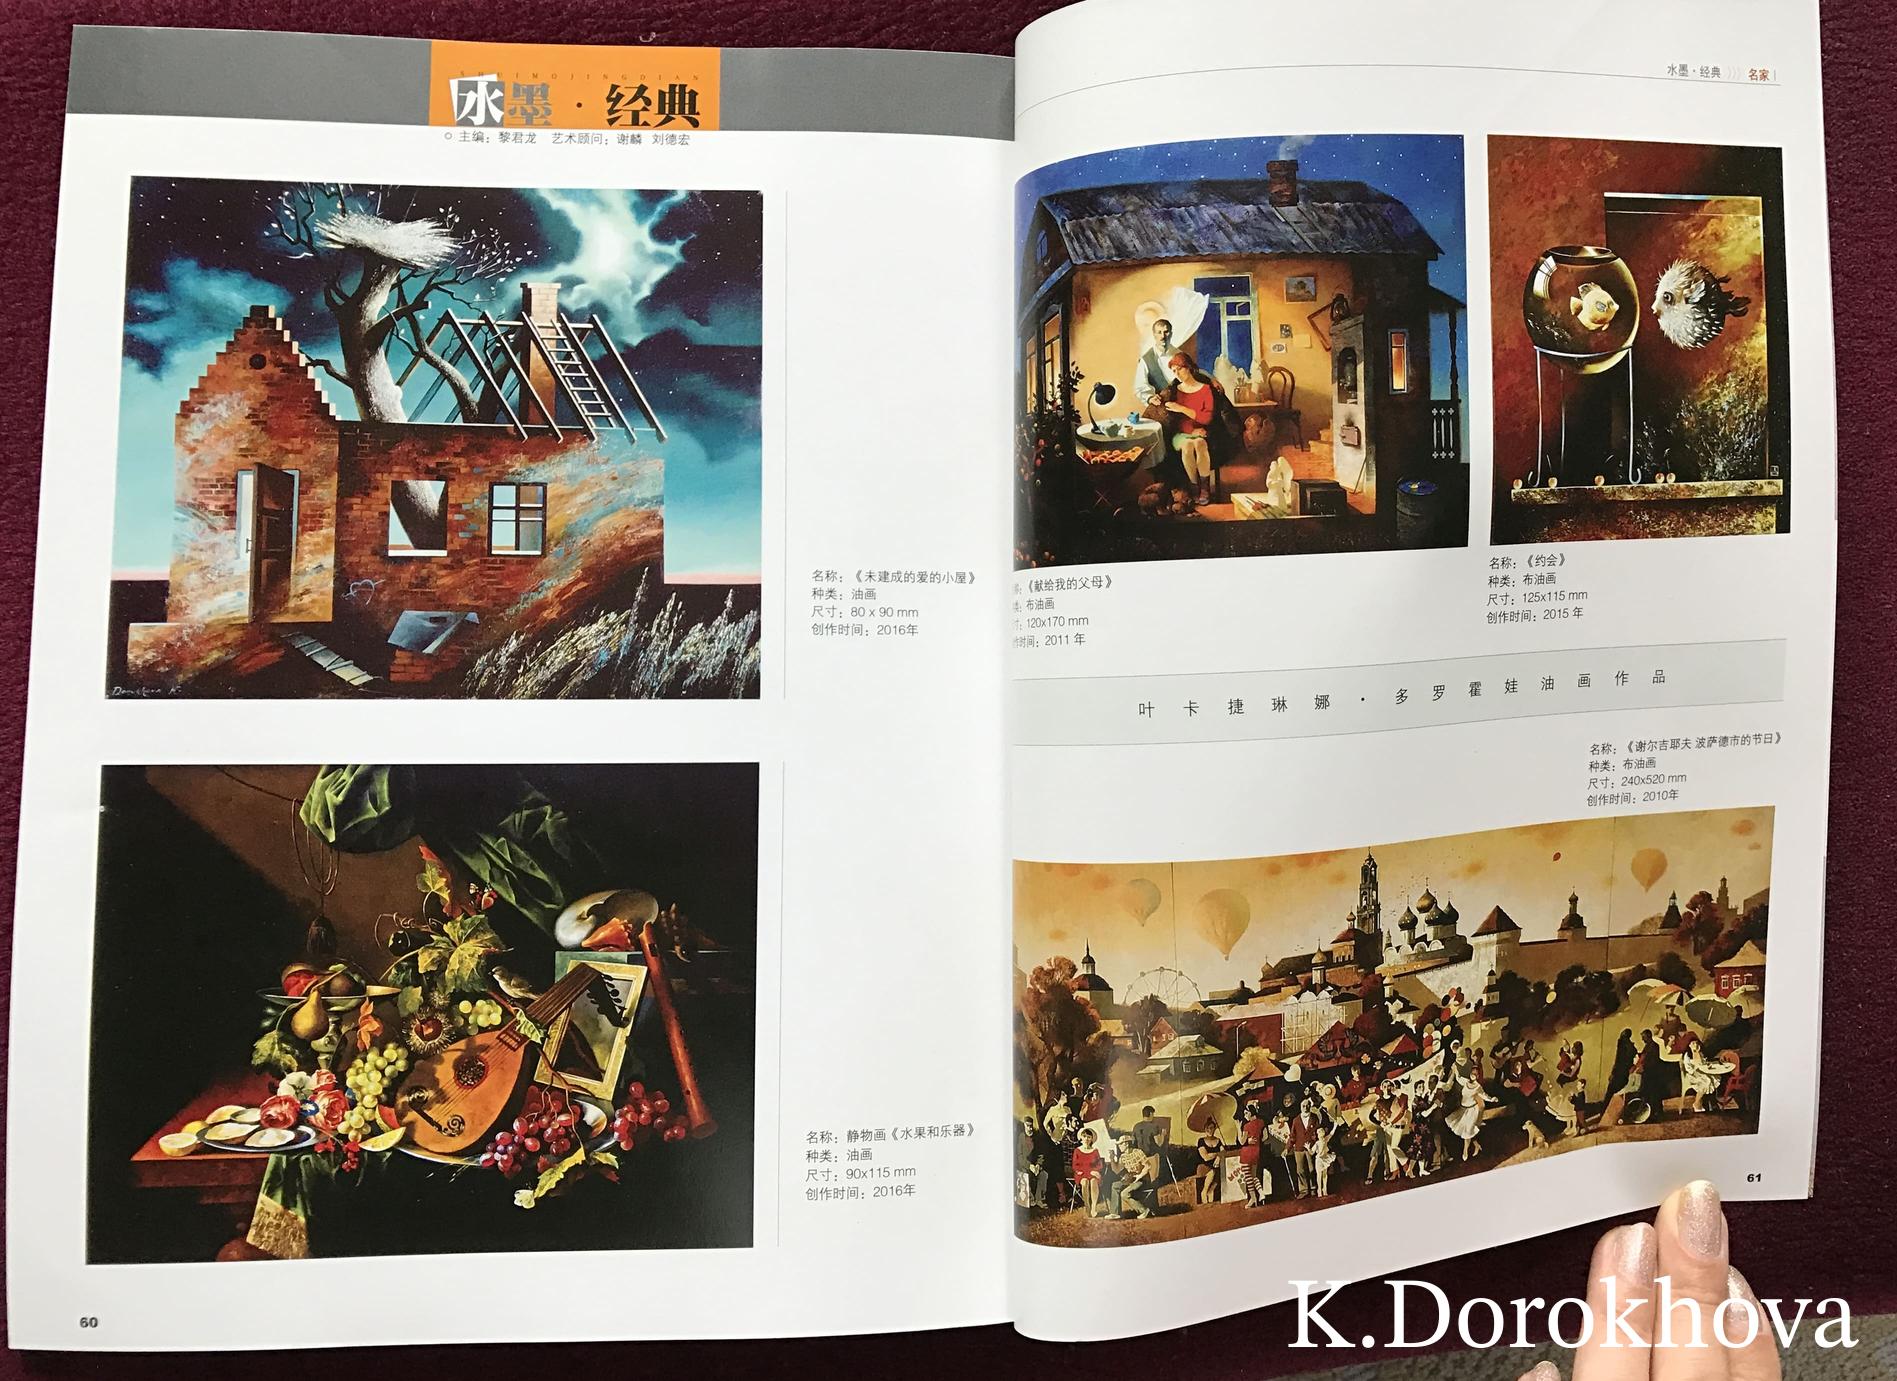 SHUIMOJINGDIAN
水墨·经典
主编：黎君龙 艺术顾问：谢麟 刘德宏
名称：《未建成的爱的小屋》
种类：油画
尺寸：80 x 90 mm
创作时间：2016年
Dorokhova K.
名称：静物画《水果和乐器》
种类：油画
尺寸：90x115 mm
创作时间：2016年
60
水墨·经典 》》》 名家
称：《献给我的父母》
类：布油画
寸：120x170 mm
作时间：2011 年
名称：《约会》
种类：布油画
尺寸：125x115 mm
创作时间：2015 年
叶卡捷琳娜·多罗霍娃油画作品
名称：《谢尔吉耶夫 波萨德市的节日》
种类：布油画
尺寸：240x520 mm
创作时间：2010年
61
K.Dorokhova